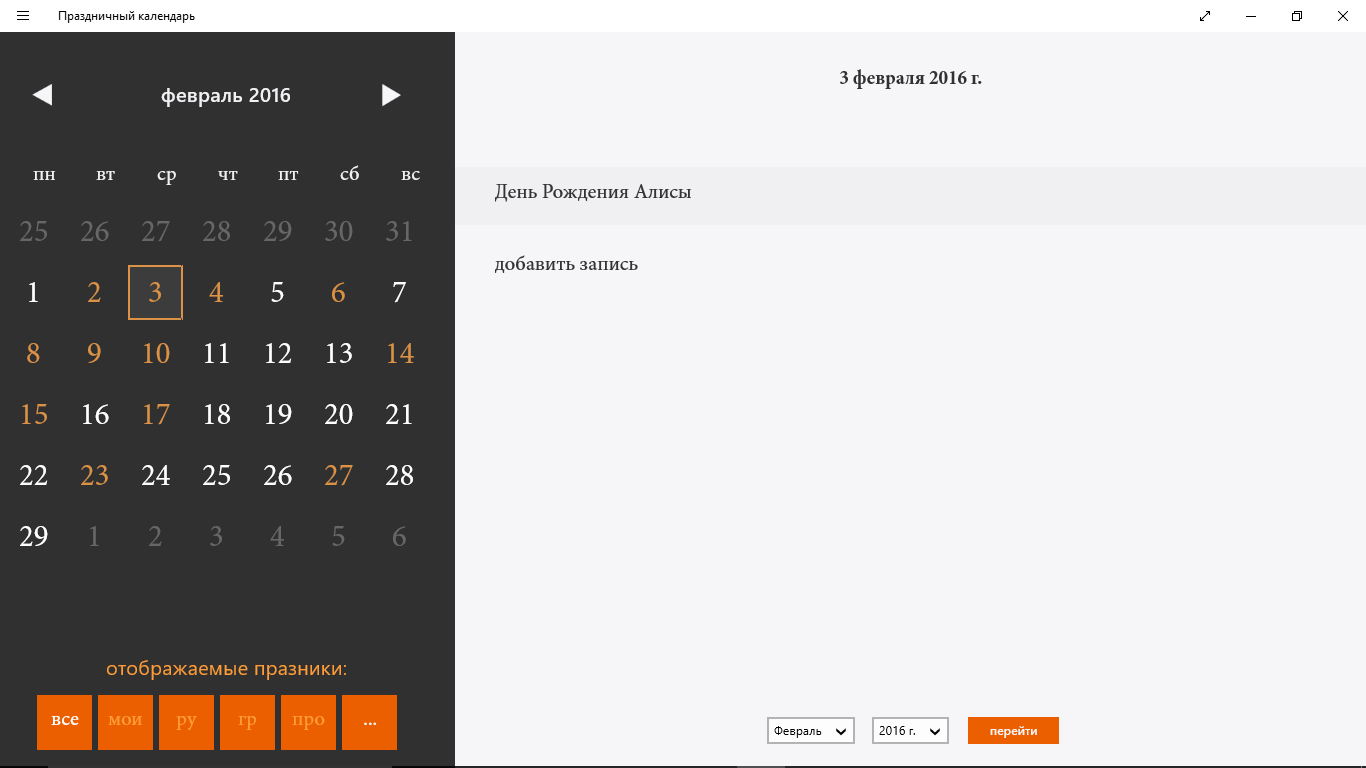 Праздничный календарь
февраль 2016
пн вт ср чт пт сб вс
25 26 27 28 29 30 31
1 2 3 4 5 6 7
8 9 10 11 12 13 14
15 16 17 18 19 20 21
22 23 24 25 26 27 28
29 1 2 3 4 5 6
отображаемые празники:
все мои ру гр про ...
3 февраля 2016 г.
День Рождения Алисы
добавить запись
Февраль 2016 г. перейти